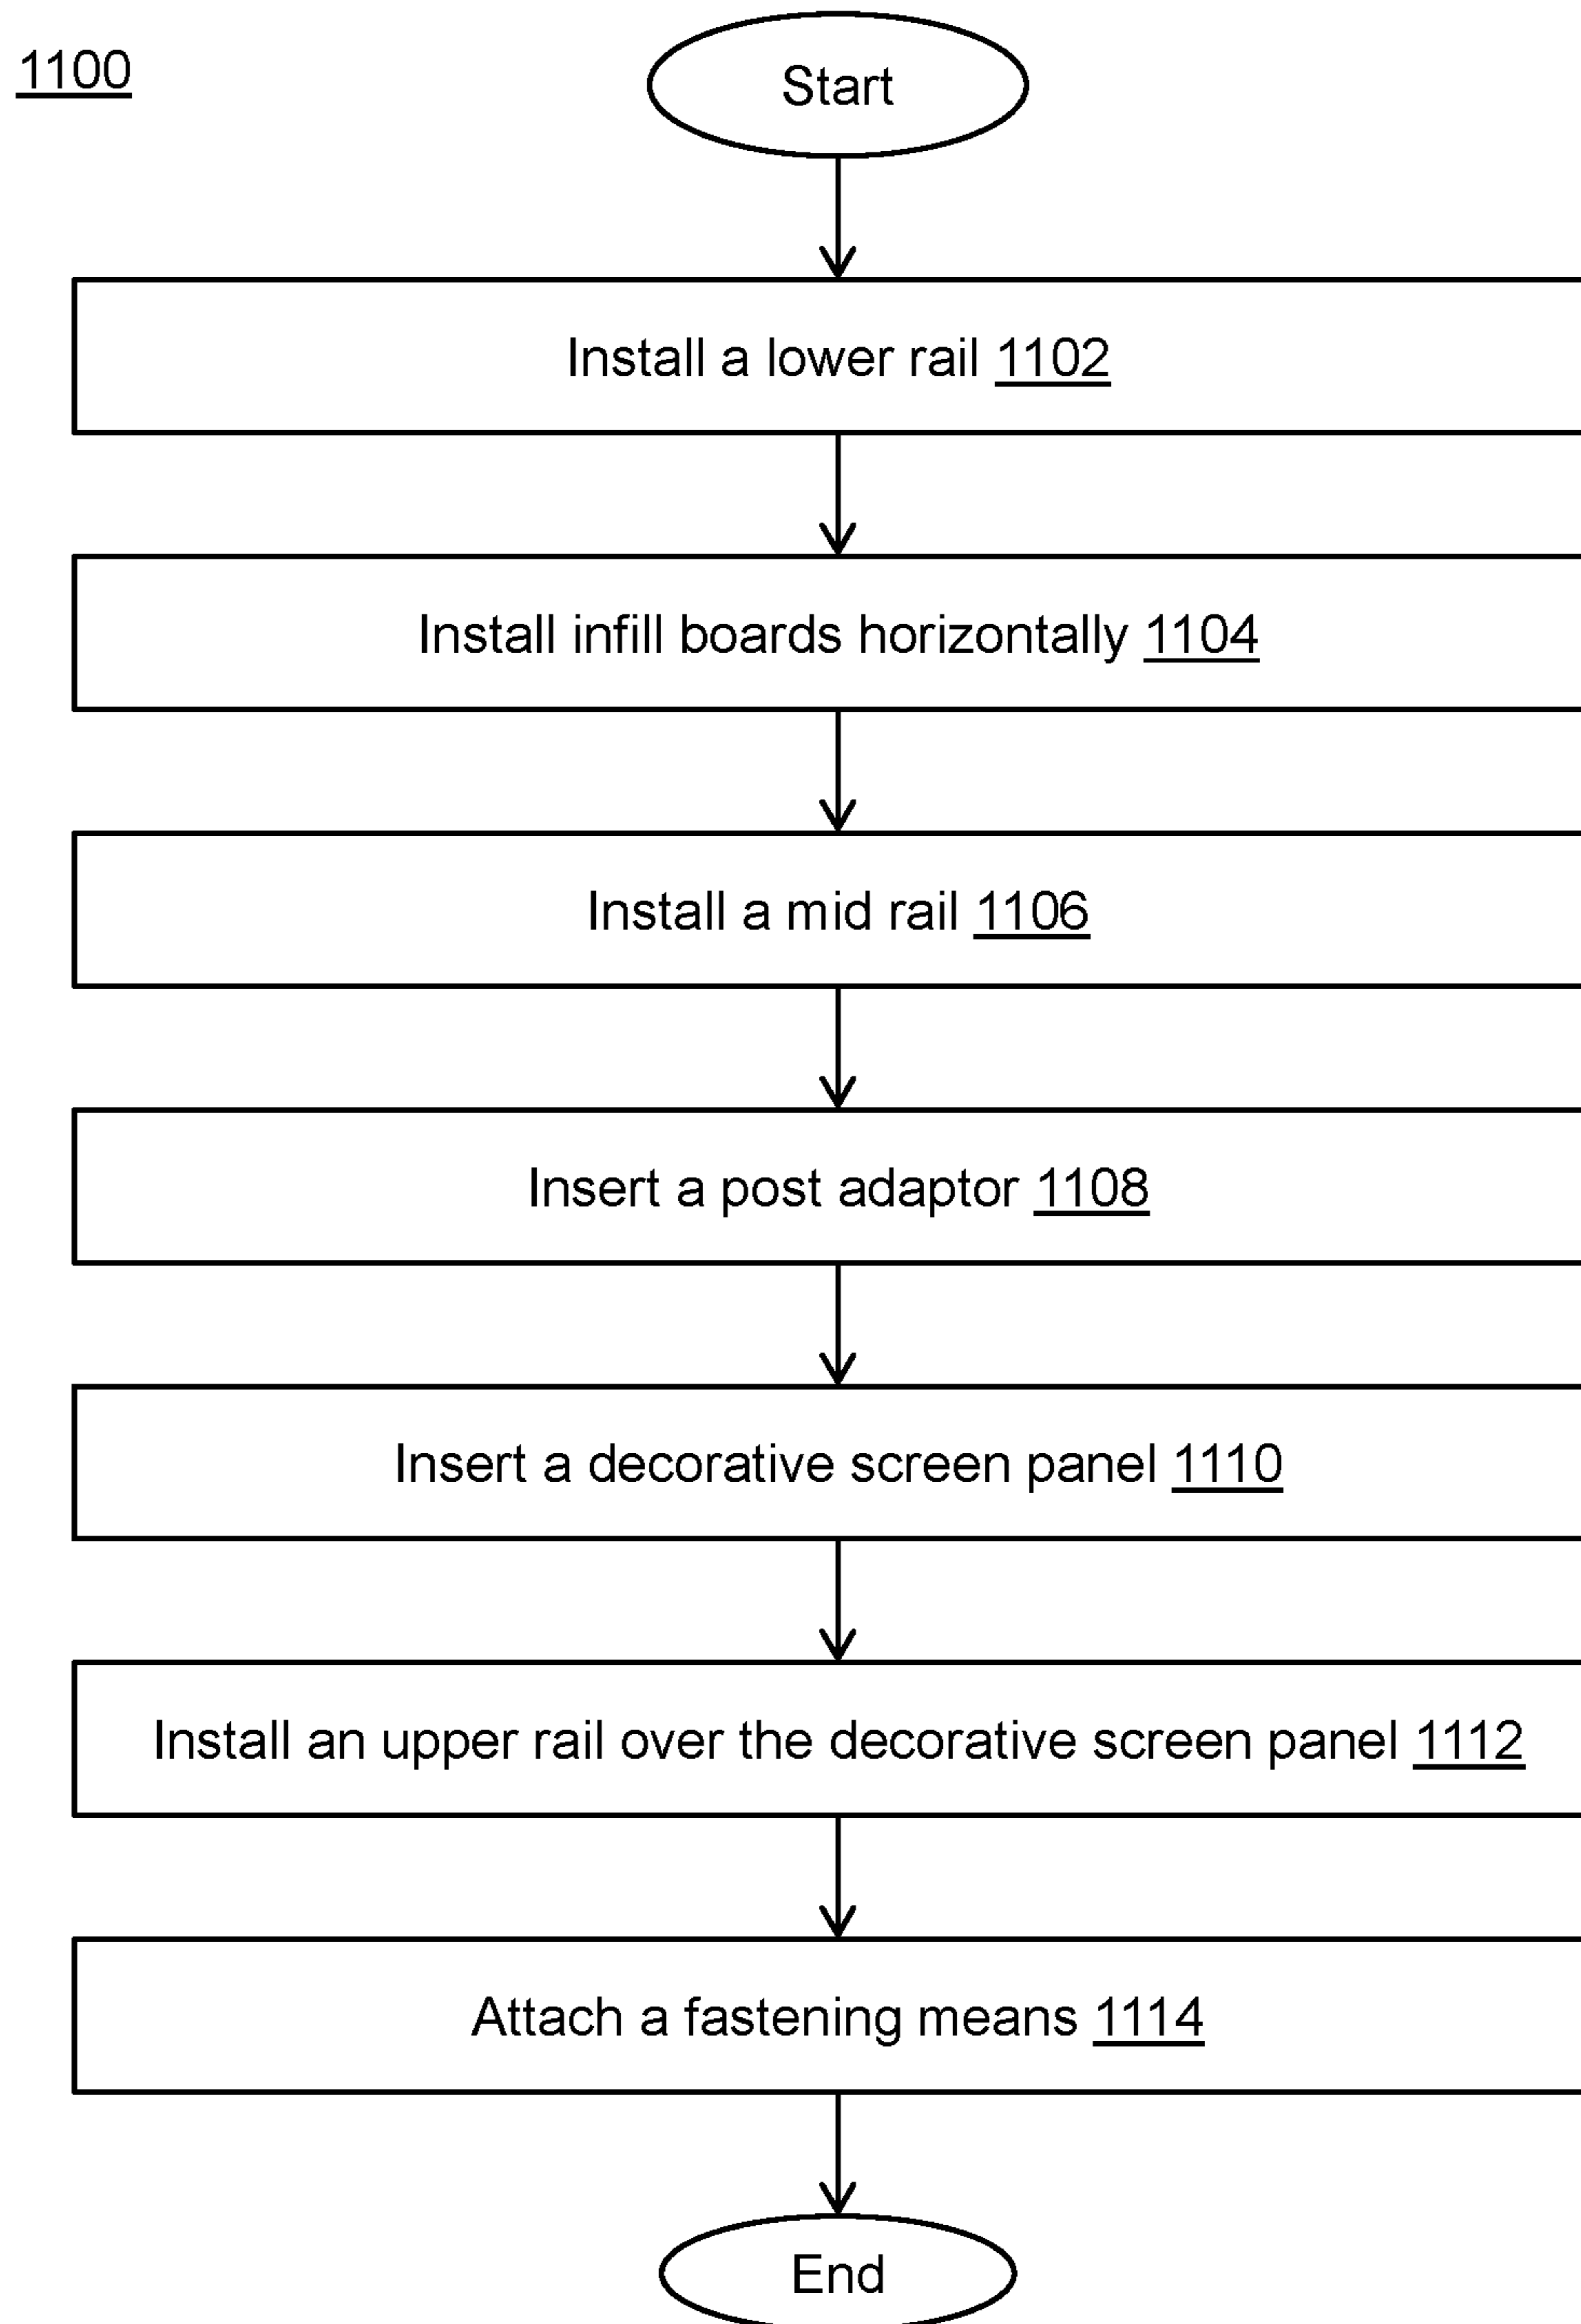 1100
Start
Install a lower rail 1102
Install infill boards horizontally 1104
Install a mid rail 1106
Insert a post adaptor 1108
Insert a decorative screen panel 1110
Install an upper rail over the decorative screen panel 1112
Attach a fastening means 1114
End